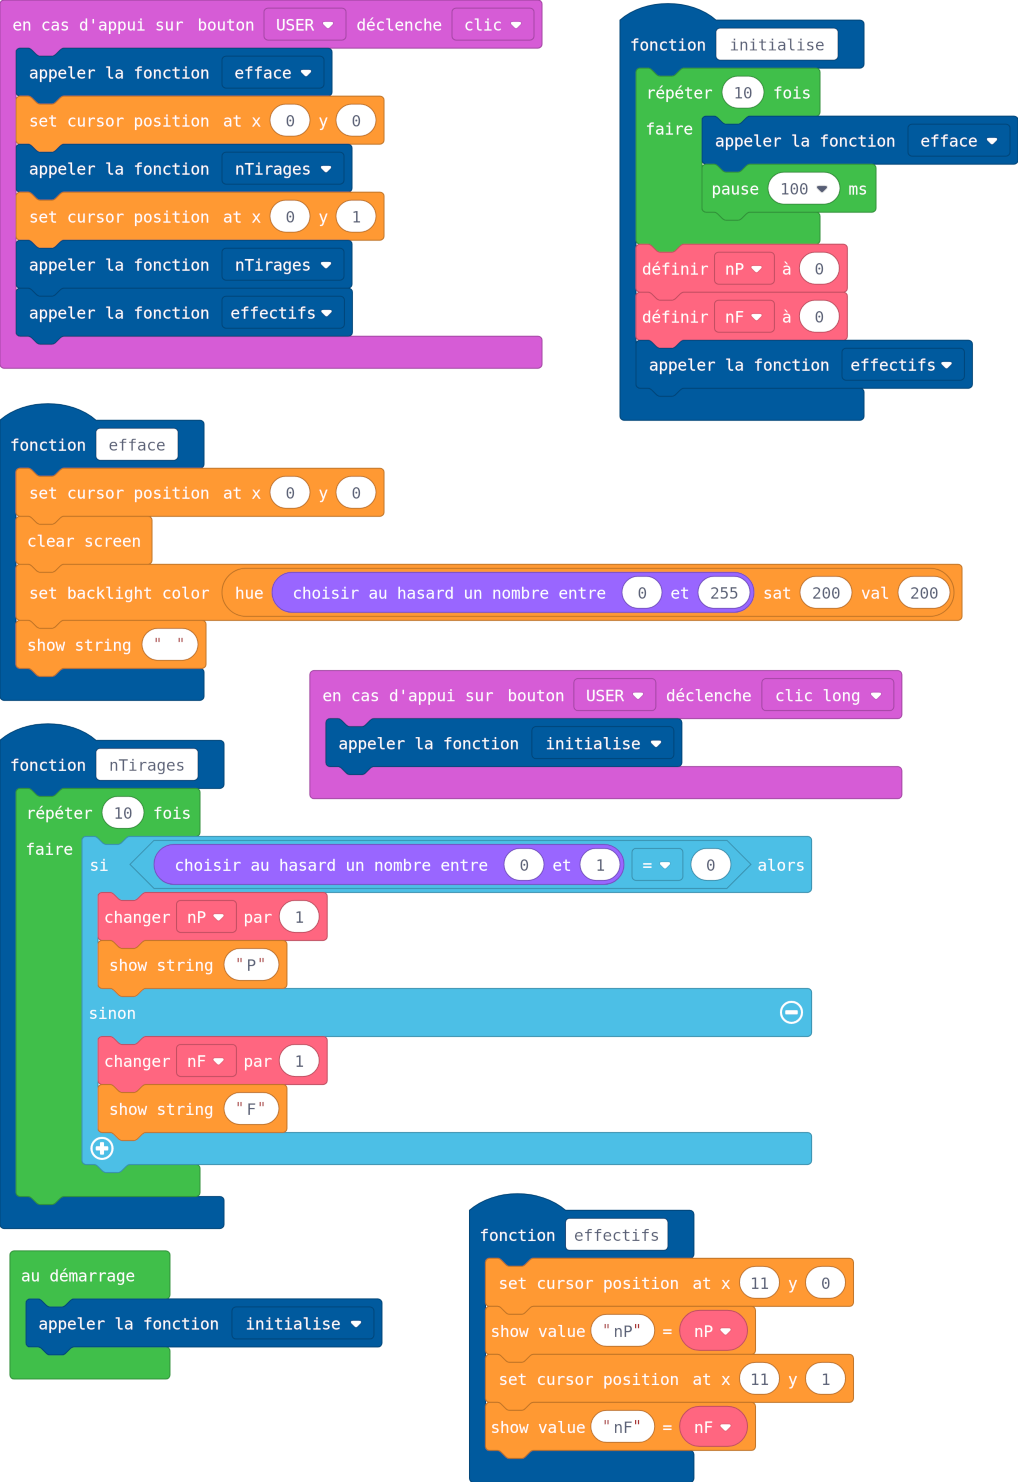 en cas d'appui sur bouton USER déclenche clic
appeler la fonction efface
set cursor position at x 0 y 0
appeler la fonction nTirages
set cursor position at x 0 y 1
appeler la fonction nTirages
appeler la fonction effectifs
fonction initialise
répéter 10 fois
faire
appeler la fonction efface
pause 100 ms
définir nP à 0
définir nF à 0
appeler la fonction effectifs
fonction efface
set cursor position at x 0 y 0
clear screen
set backlight color hue choisir au hasard un nombre entre 0 et 255 sat 200 val 200
show string " "
en cas d'appui sur bouton USER déclenche clic long
appeler la fonction initialise
fonction nTirages
répéter 10 fois
faire
si choisir au hasard un nombre entre 0 et 1 = 0 alors
changer nP par 1
show string "P"
sinon
changer nF par 1
show string "F"
au démarrage
appeler la fonction initialise
fonction effectifs
set cursor position at x 11 y 0
show value "nP" = nP
set cursor position at x 11 y 1
show value "nF" = nF